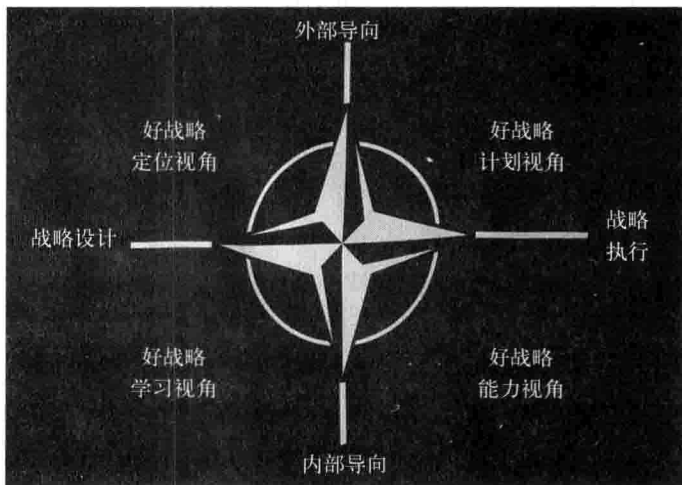 外部导向
好战略
定位视角
好战略
计划视角
战略设计
战略
执行
好战略
学习视角
好战略
能力视角
内部导向